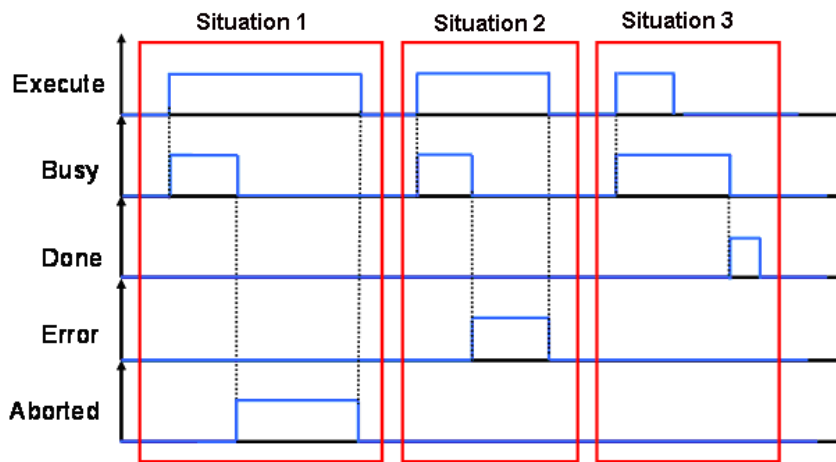 Situation 1
Situation 2
Situation 3
Execute
Busy
Done
Error
Aborted